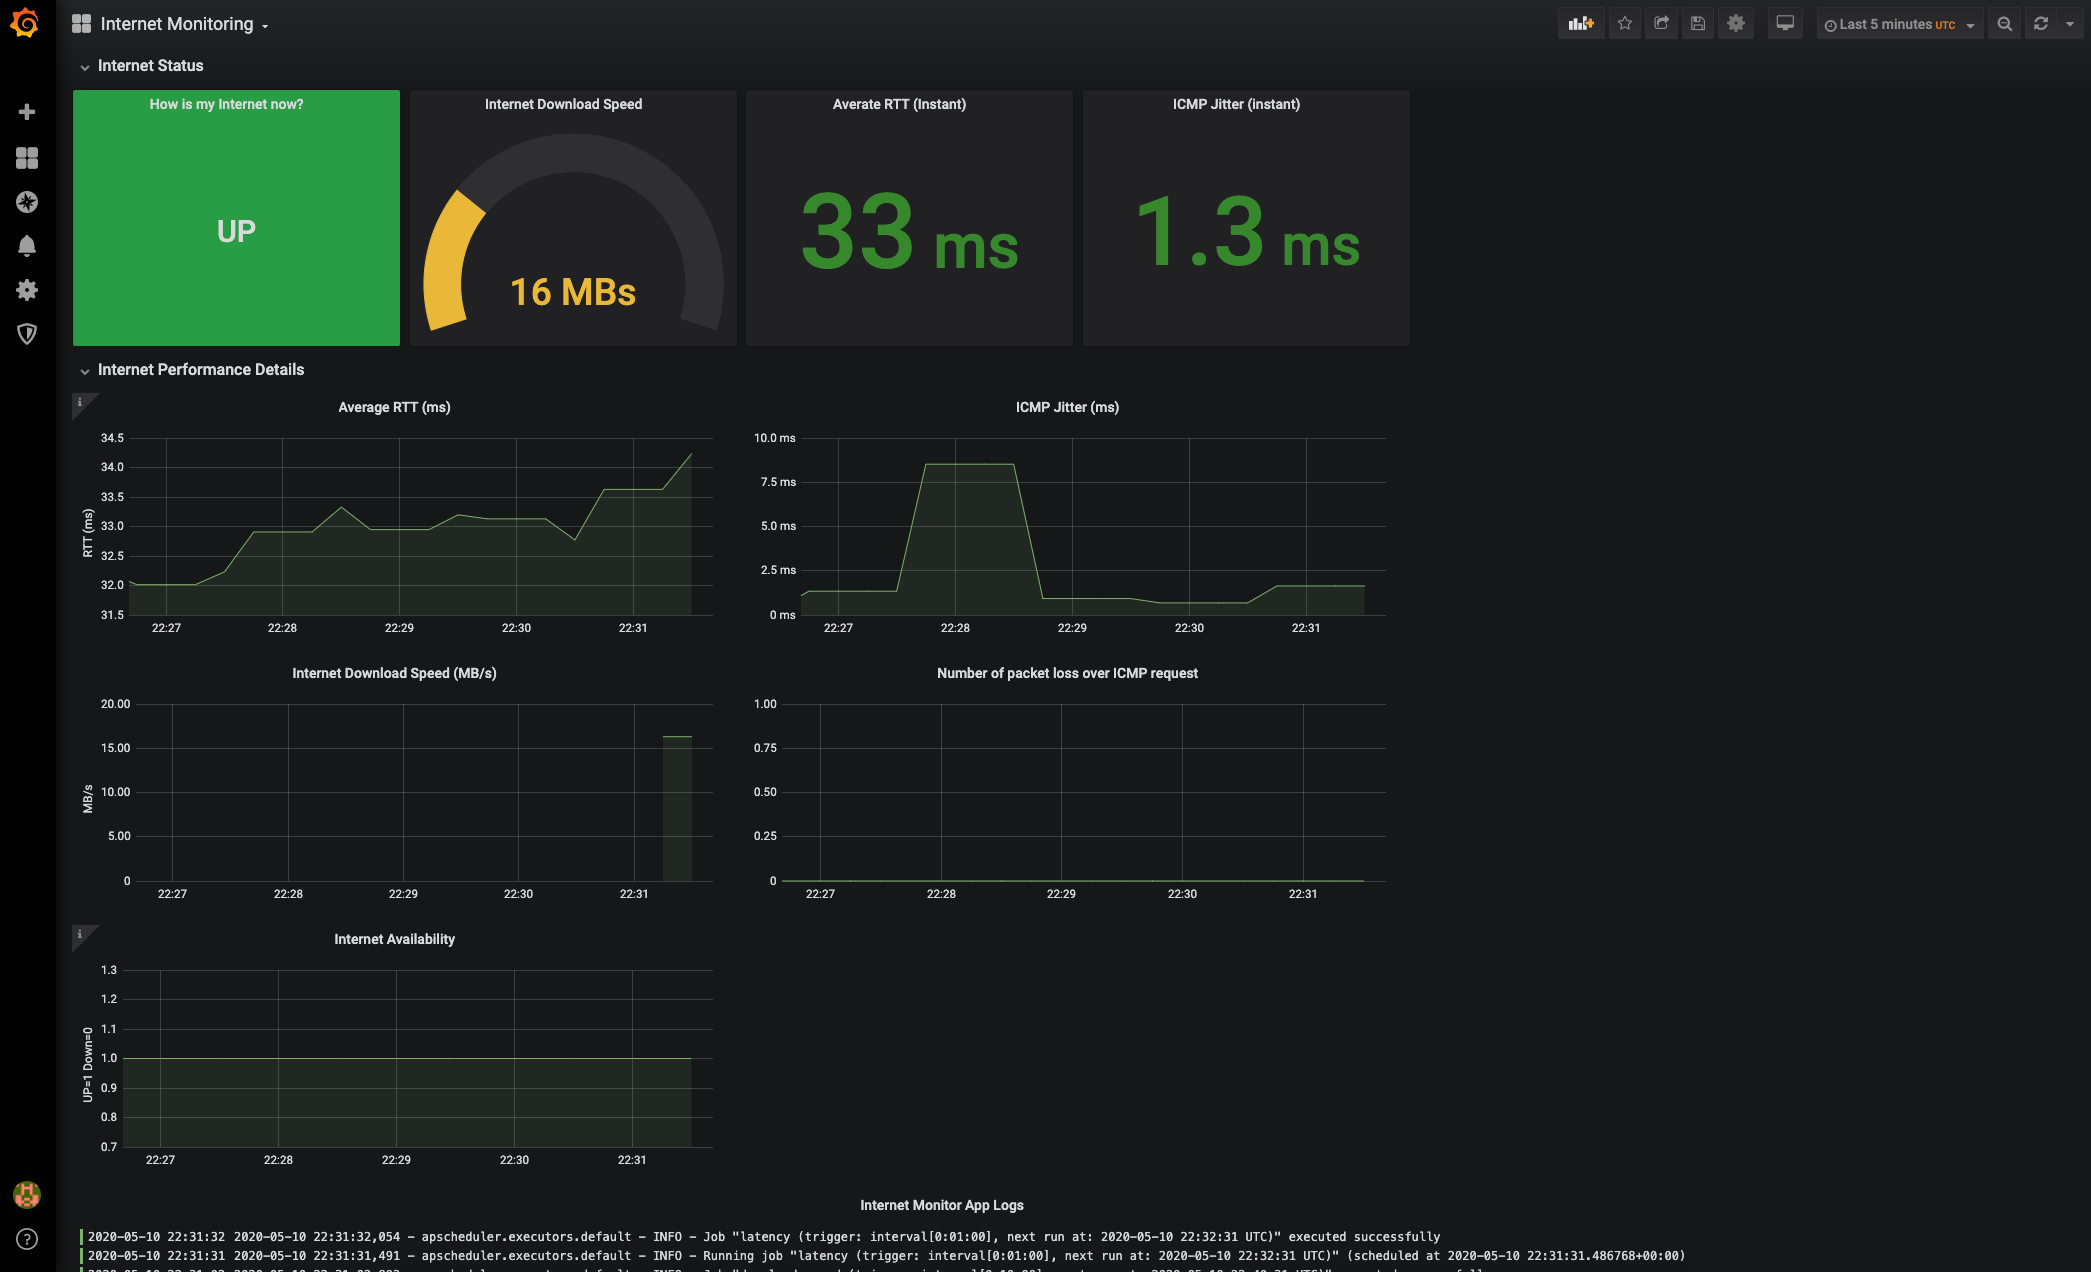 Internet Monitoring
Last 5 minutes UTC
Internet Status
How is my Internet now?
UP
Internet Download Speed
16 MBs
Averate RTT (Instant)
33 ms
ICMP Jitter (instant)
1.3 ms
Internet Performance Details
i
Average RTT (ms)
RTT (ms)
34.5
34.0
33.5
33.0
32.5
32.0
31.5
22:27 22:28 22:29 22:30 22:31
ICMP Jitter (ms)
10.0 ms
7.5 ms
5.0 ms
2.5 ms
0 ms
22:27 22:28 22:29 22:30 22:31
Internet Download Speed (MB/s)
MB/s
20.00
15.00
10.00
5.00
0
22:27 22:28 22:29 22:30 22:31
Number of packet loss over ICMP request
1.00
0.75
0.50
0.25
0
22:27 22:28 22:29 22:30 22:31
i
Internet Availability
UP=1 Down=0
1.3
1.2
1.1
1.0
0.9
0.8
0.7
22:27 22:28 22:29 22:30 22:31
Internet Monitor App Logs
2020-05-10 22:31:32 2020-05-10 22:31:32,054 - apscheduler.executors.default - INFO - Job "latency (trigger: interval[0:01:00], next run at: 2020-05-10 22:32:31 UTC)" executed successfully
2020-05-10 22:31:31 2020-05-10 22:31:31,491 - apscheduler.executors.default - INFO - Running job "latency (trigger: interval[0:01:00], next run at: 2020-05-10 22:32:31 UTC)" (scheduled at 2020-05-10 22:31:31.486768+00:00)